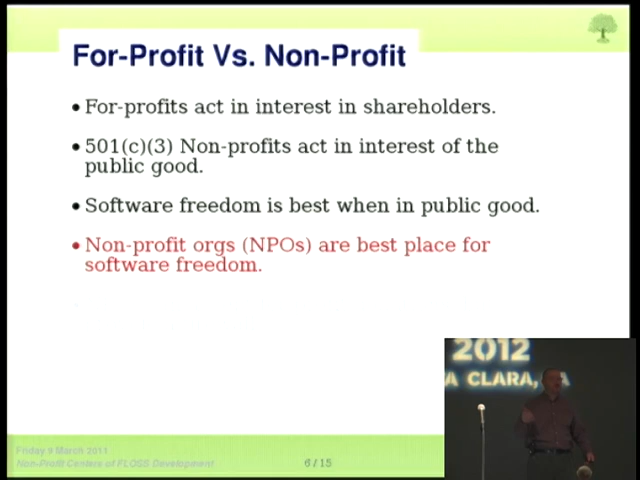 For-Profit Vs. Non-Profit
• For-profits act in interest in shareholders.
• 501(c)(3) Non-profits act in interest of the
public good.
• Software freedom is best when in public good.
• Non-profit orgs (NPOs) are best place for
software freedom.
2012
A CLARA, A
Friday 9 March 2011
Non-Profit Centers of FLOSS Development
6 / 15